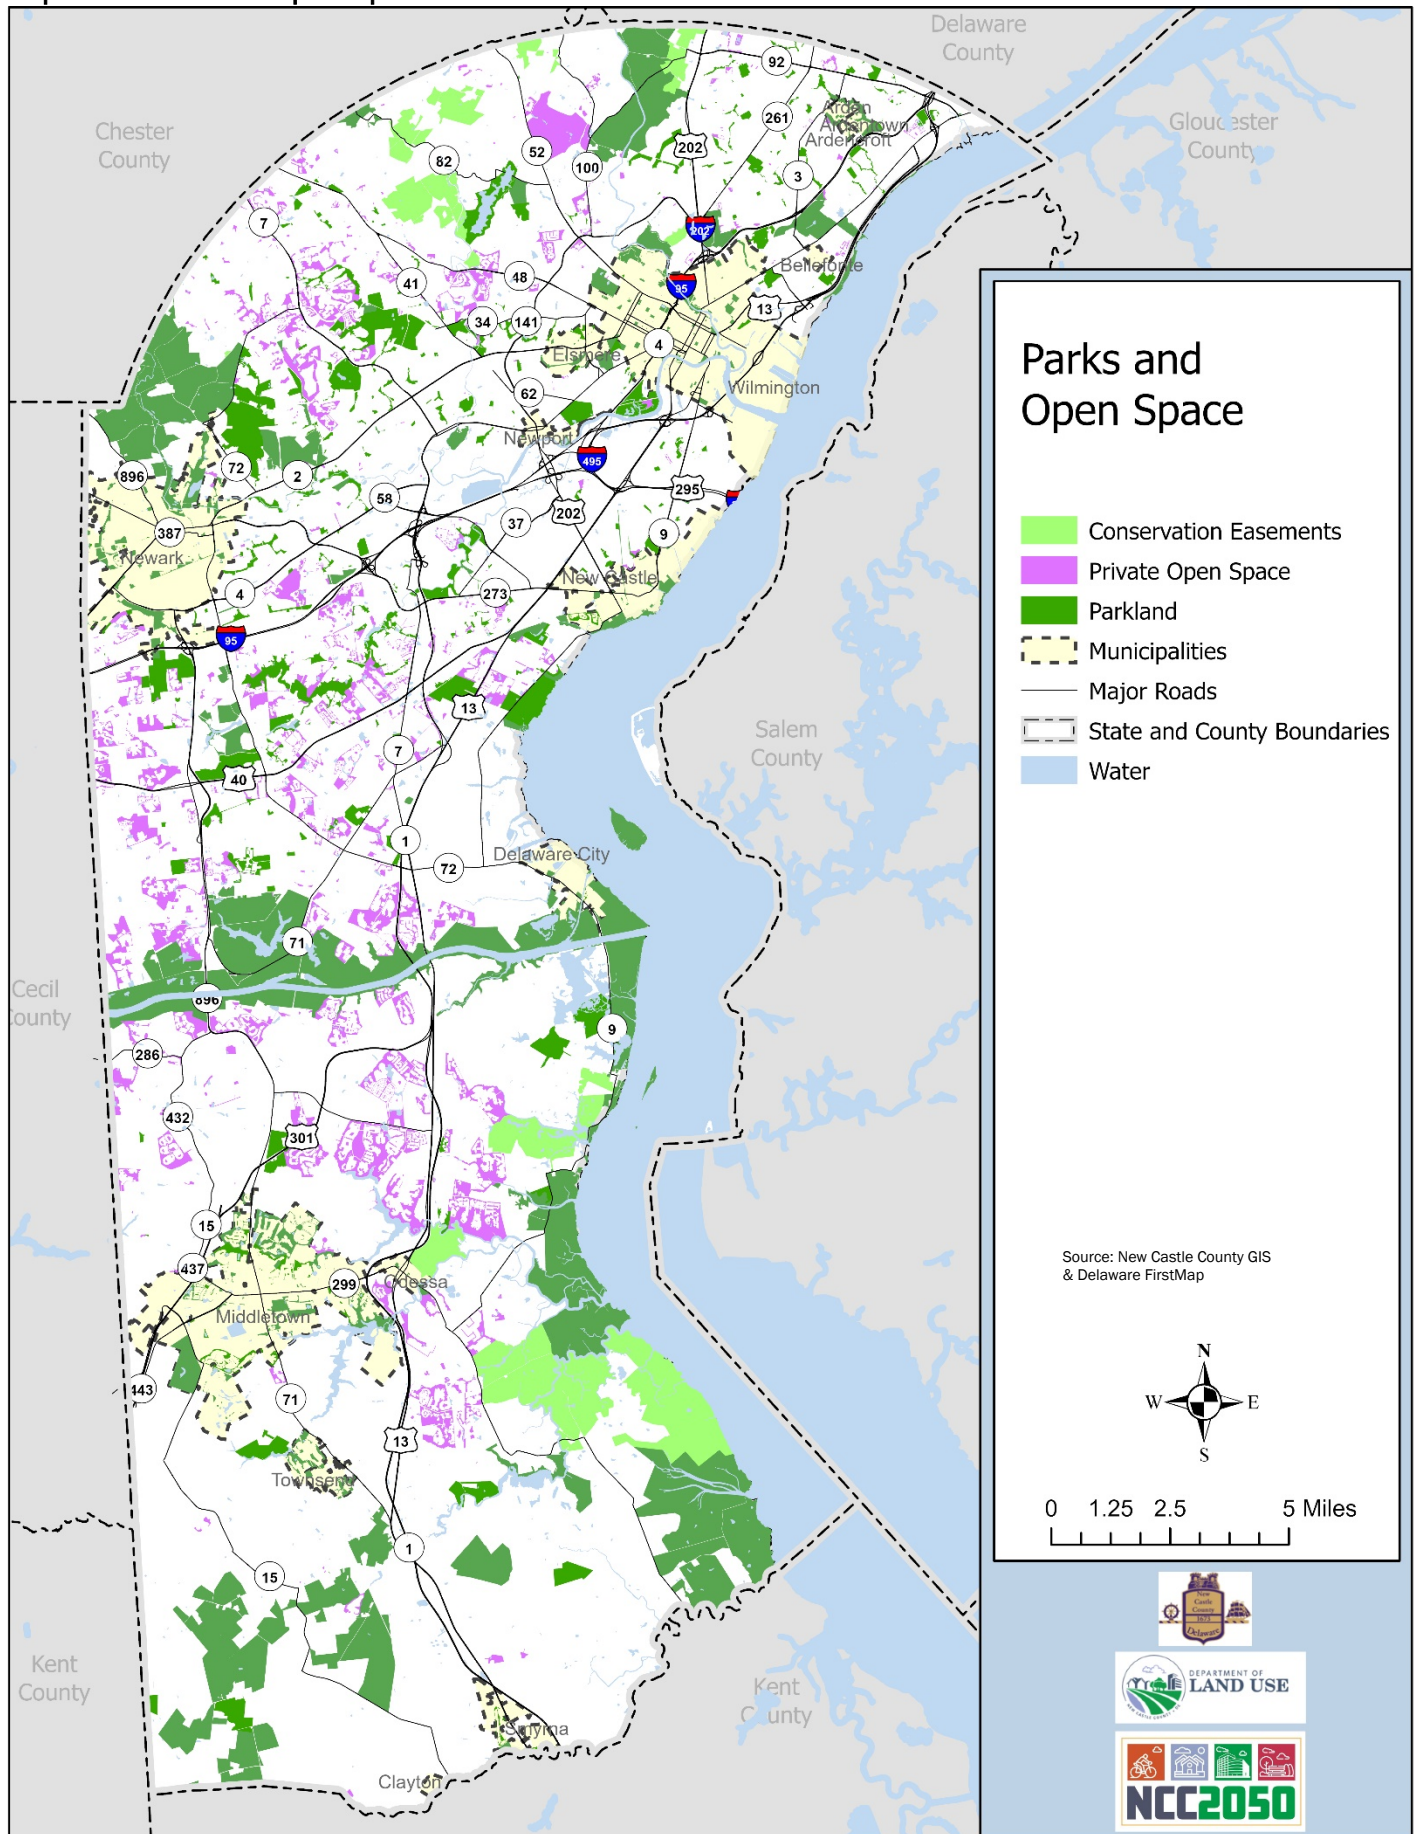 Delaware
County
Chester
County
Gloucester
County
92
261
Arden
Ardentown
Ardencroft
82
52
100
202
3
7
202
Bellefonte
41
48
95
13
34
141
4
Elsmere
62
Wilmington
Newport
495
896
72
2
58
295
387
37
202
9
Newark
New Castle
4
273
95
13
Salem
County
7
40
1
72
Delaware City
71
Cecil
County
896
9
286
432
301
15
437
299
Odessa
Middletown
443
71
13
Townsend
1
15
Kent
County
Kent
County
Smyrna
Clayton
Parks and
Open Space
Conservation Easements
Private Open Space
Parkland
Municipalities
Major Roads
State and County Boundaries
Water
Source: New Castle County GIS
& Delaware FirstMap
N
W E
S
0 1.25 2.5 5 Miles
New
Castle
County
1673
Delaware
DEPARTMENT OF
LAND USE
NCC2050